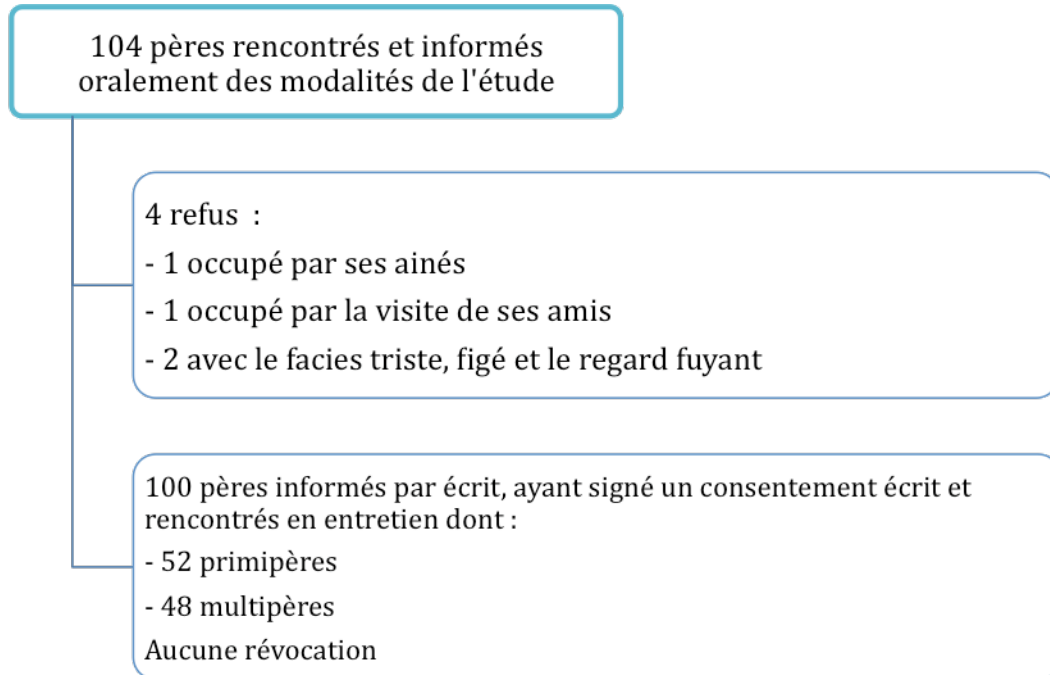 104 pères rencontrés et informés
oralement des modalités de l'étude
4 refus :
- 1 occupé par ses ainés
- 1 occupé par la visite de ses amis
- 2 avec le facies triste, figé et le regard fuyant
100 pères informés par écrit, ayant signé un consentement écrit et
rencontrés en entretien dont :
- 52 primipères
- 48 multipères
Aucune révocation